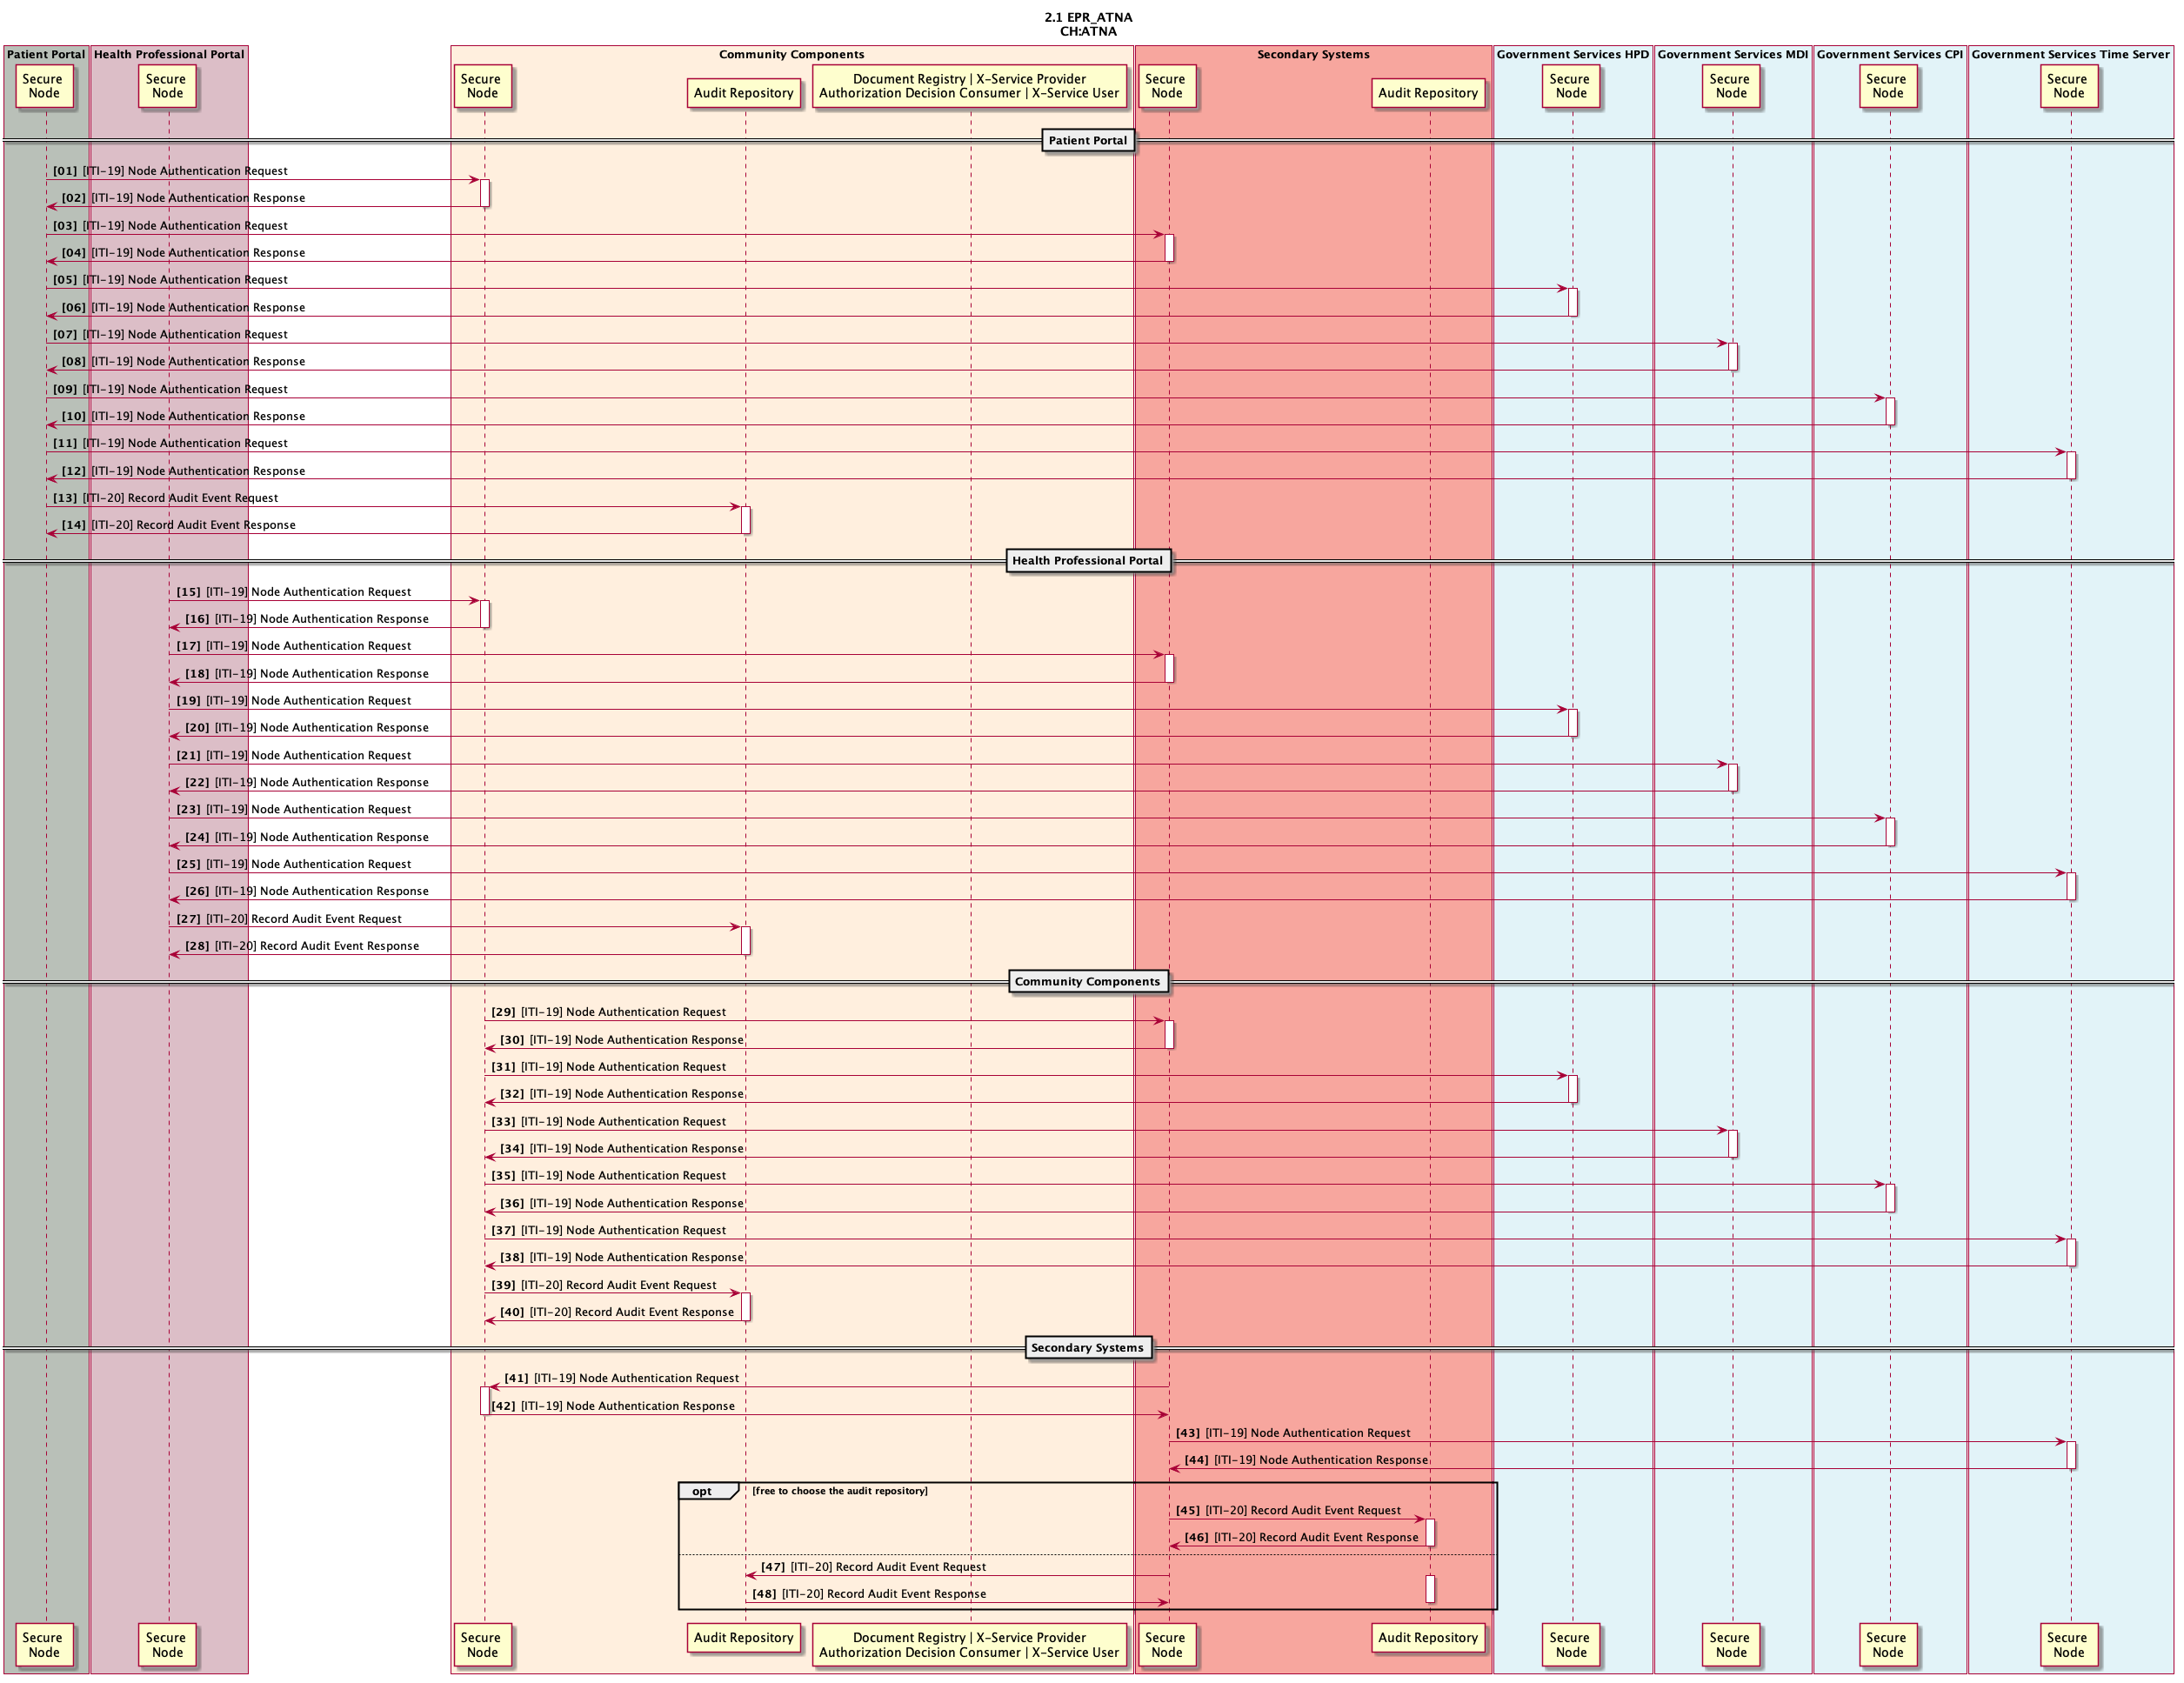 2.1 EPR_ATNA
CH:ATNA
Patient Portal
Health Professional Portal
Community Components
Secondary Systems
Government Services HPD
Government Services MDI
Government Services CPI
Government Services Time Server
Secure
Node
Secure
Node
Secure
Node
Audit Repository
Document Registry | X-Service Provider
Authorization Decision Consumer | X-Service User
Secure
Node
Audit Repository
Secure
Node
Secure
Node
Secure
Node
Secure
Node
Patient Portal
[01] [ITI-19] Node Authentication Request
[02] [ITI-19] Node Authentication Response
[03] [ITI-19] Node Authentication Request
[04] [ITI-19] Node Authentication Response
[05] [ITI-19] Node Authentication Request
[06] [ITI-19] Node Authentication Response
[07] [ITI-19] Node Authentication Request
[08] [ITI-19] Node Authentication Response
[09] [ITI-19] Node Authentication Request
[10] [ITI-19] Node Authentication Response
[11] [ITI-19] Node Authentication Request
[12] [ITI-19] Node Authentication Response
[13] [ITI-20] Record Audit Event Request
[14] [ITI-20] Record Audit Event Response
Health Professional Portal
[15] [ITI-19] Node Authentication Request
[16] [ITI-19] Node Authentication Response
[17] [ITI-19] Node Authentication Request
[18] [ITI-19] Node Authentication Response
[19] [ITI-19] Node Authentication Request
[20] [ITI-19] Node Authentication Response
[21] [ITI-19] Node Authentication Request
[22] [ITI-19] Node Authentication Response
[23] [ITI-19] Node Authentication Request
[24] [ITI-19] Node Authentication Response
[25] [ITI-19] Node Authentication Request
[26] [ITI-19] Node Authentication Response
[27] [ITI-20] Record Audit Event Request
[28] [ITI-20] Record Audit Event Response
Community Components
[29] [ITI-19] Node Authentication Request
[30] [ITI-19] Node Authentication Response
[31] [ITI-19] Node Authentication Request
[32] [ITI-19] Node Authentication Response
[33] [ITI-19] Node Authentication Request
[34] [ITI-19] Node Authentication Response
[35] [ITI-19] Node Authentication Request
[36] [ITI-19] Node Authentication Response
[37] [ITI-19] Node Authentication Request
[38] [ITI-19] Node Authentication Response
[39] [ITI-20] Record Audit Event Request
[40] [ITI-20] Record Audit Event Response
Secondary Systems
[41] [ITI-19] Node Authentication Request
[42] [ITI-19] Node Authentication Response
[43] [ITI-19] Node Authentication Request
[44] [ITI-19] Node Authentication Response
opt [free to choose the audit repository]
[45] [ITI-20] Record Audit Event Request
[46] [ITI-20] Record Audit Event Response
[47] [ITI-20] Record Audit Event Request
[48] [ITI-20] Record Audit Event Response
Secure
Node
Secure
Node
Secure
Node
Audit Repository
Document Registry | X-Service Provider
Authorization Decision Consumer | X-Service User
Secure
Node
Audit Repository
Secure
Node
Secure
Node
Secure
Node
Secure
Node